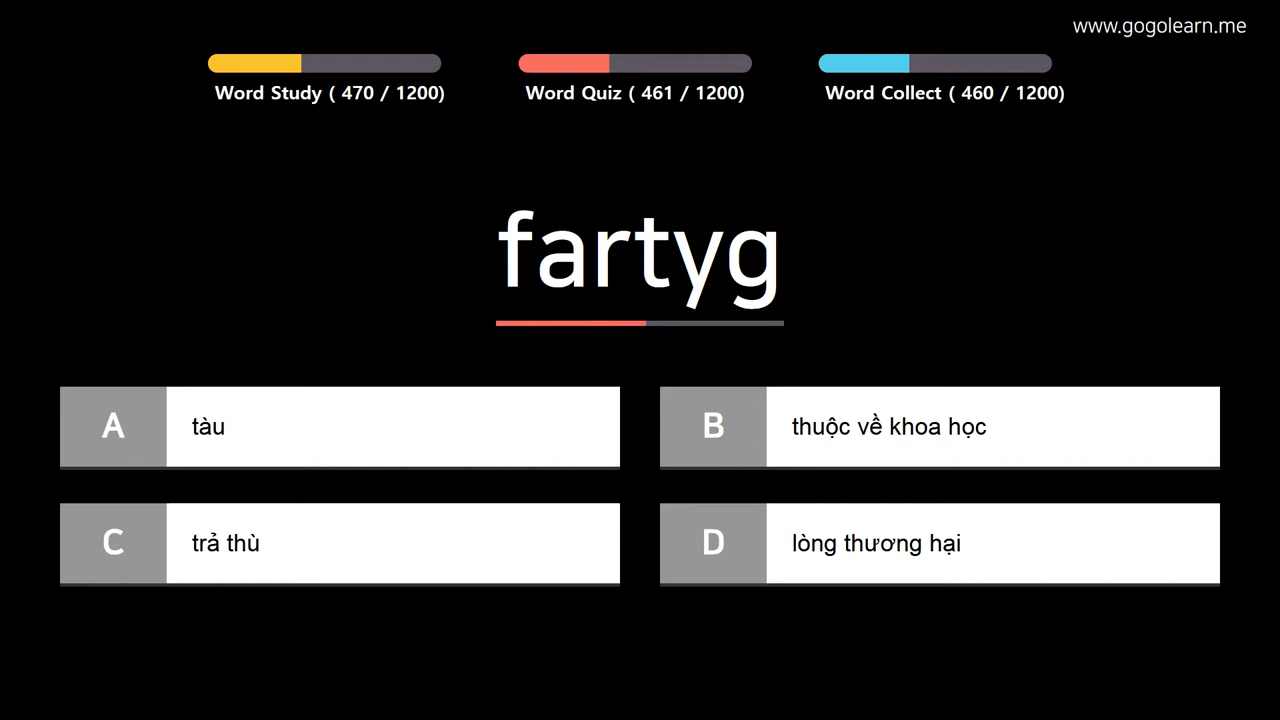 www.gogolearn.me
Word Study ( 470 / 1200)
Word Quiz ( 461 / 1200)
Word Collect ( 460 / 1200)
fartyg
A tàu
B thuộc về khoa học
C trả thù
D lòng thương hại